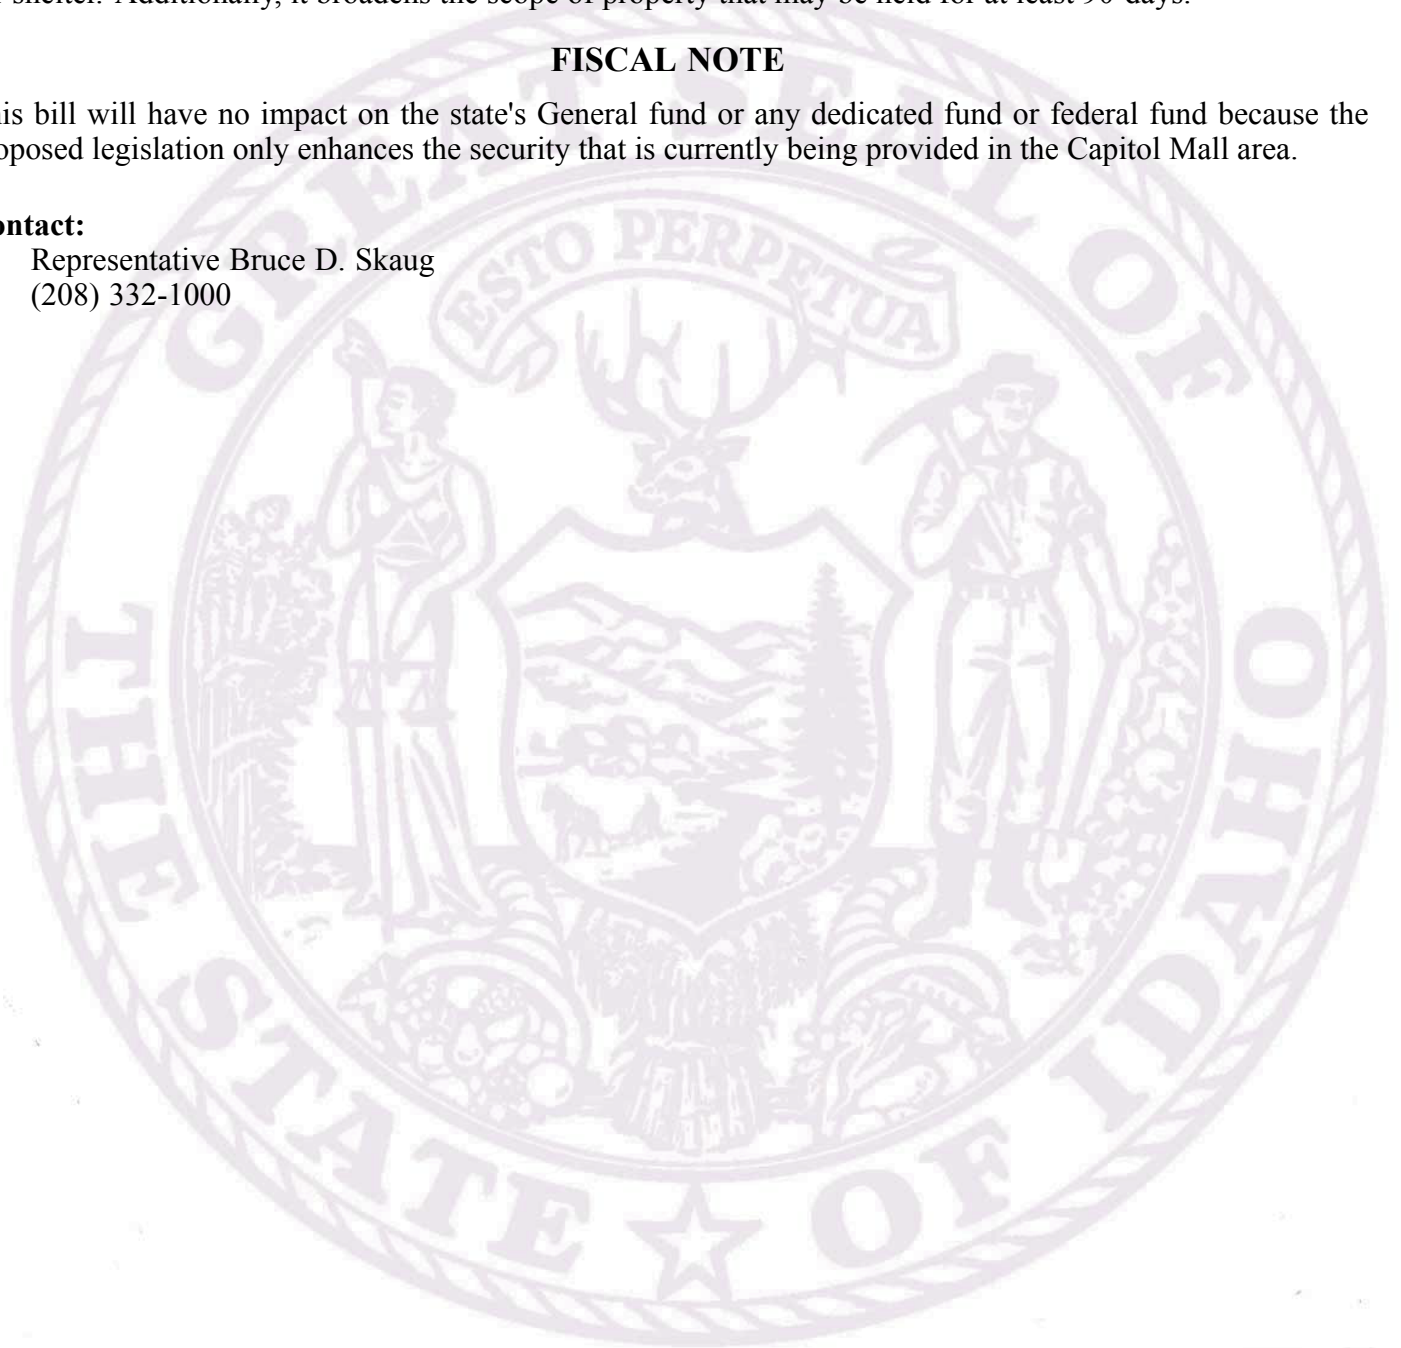 shelter. Additionally, it broadens the scope of property that may be held for at least 90 days.
FISCAL NOTE
is bill will have no impact on the state's General fund or any dedicated fund or federal fund because the
oposed legislation only enhances the security that is currently being provided in the Capitol Mall area.
ontact:
Representative Bruce D. Skaug
(208) 332-1000
GREAT SEAL OF
THE STATE OF IDAHO
ESTO PERPETUA